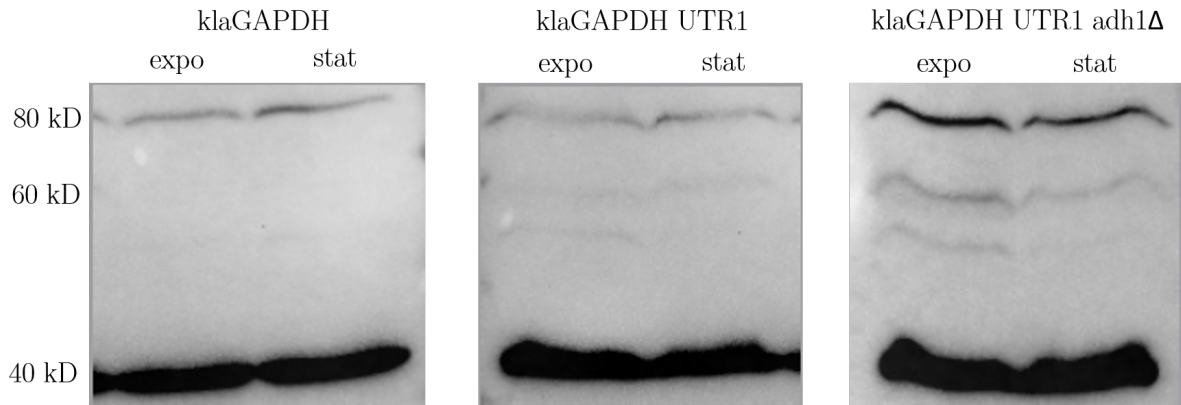 klaGAPDH
expo stat
klaGAPDH UTR1
expo stat
klaGAPDH UTR1 adh1Δ
expo stat
80 kD
60 kD
40 kD